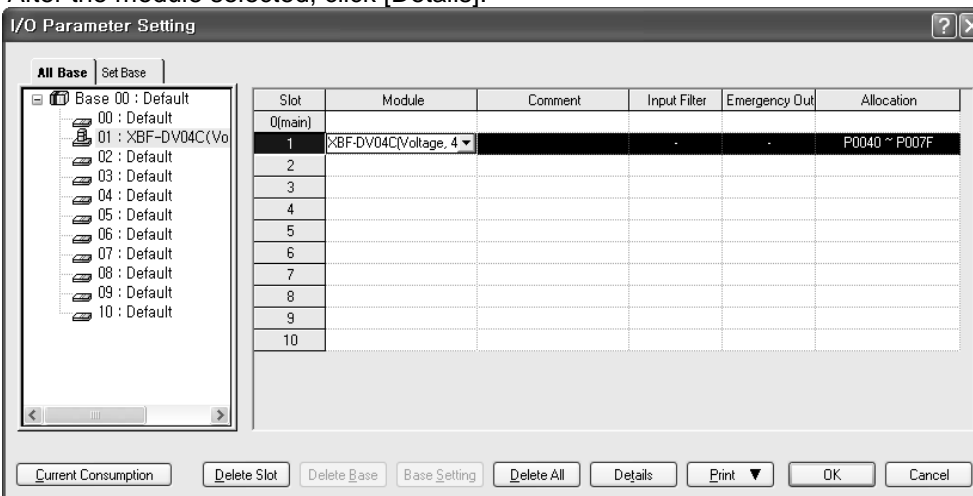 After the module selected, click [Details].
I/O Parameter Setting
All Base Set Base
Base 00 : Default
00 : Default
01 : XBF-DV04C(Vo
02 : Default
03 : Default
04 : Default
05 : Default
06 : Default
07 : Default
08 : Default
09 : Default
10 : Default
Slot Module Comment Input Filter Emergency Out Allocation
0(main)
1 XBF-DV04C(Voltage, 4 - - P0040 ~ P007F
2
3
4
5
6
7
8
9
10
Current Consumption Delete Slot Delete Base Base Setting Delete All Details Print ▼ OK Cancel